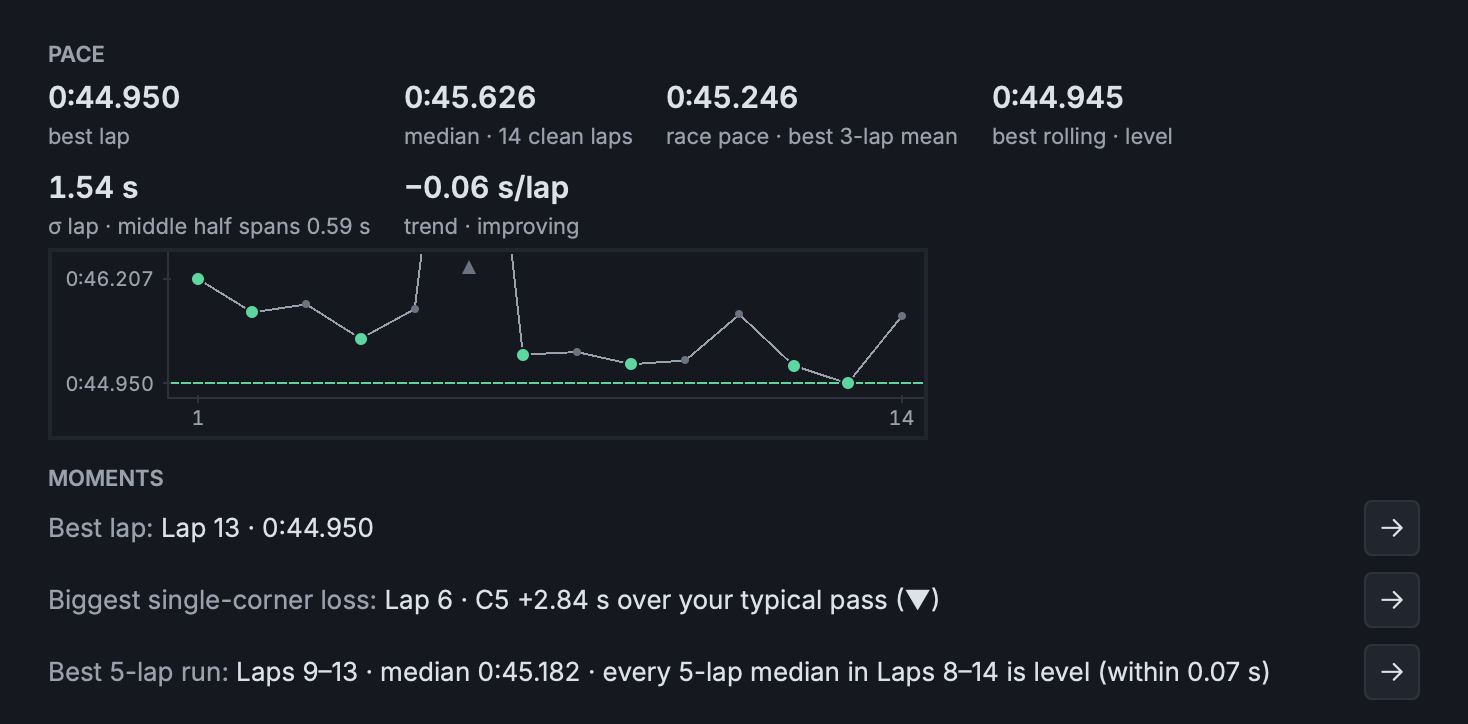 PACE
0:44.950 0:45.626 0:45.246 0:44.945
best lap median · 14 clean laps race pace · best 3-lap mean best rolling · level
1.54 s −0.06 s/lap
σ lap · middle half spans 0.59 s trend · improving
0:46.207
0:44.950
1 14
MOMENTS
Best lap: Lap 13 · 0:44.950 →
Biggest single-corner loss: Lap 6 · C5 +2.84 s over your typical pass (▼) →
Best 5-lap run: Laps 9–13 · median 0:45.182 · every 5-lap median in Laps 8–14 is level (within 0.07 s) →